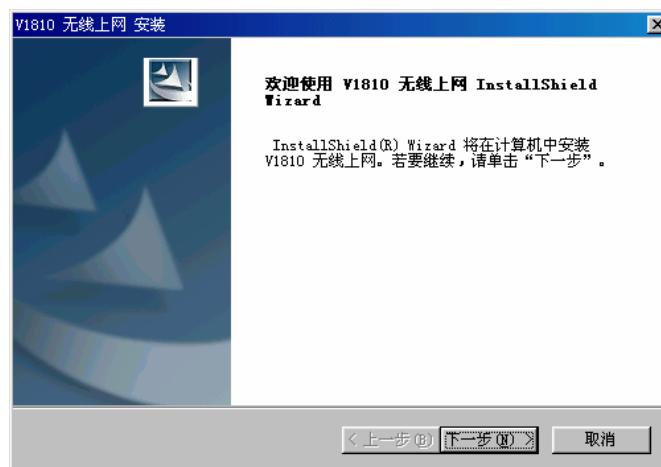 V1810 无线上网 安装
欢迎使用 V1810 无线上网 InstallShield
Wizard
InstallShield(R) Wizard 将在计算机中安装
V1810 无线上网。若要继续，请单击“下一步”。
< 上一步(B)
下一步(N) >
取消